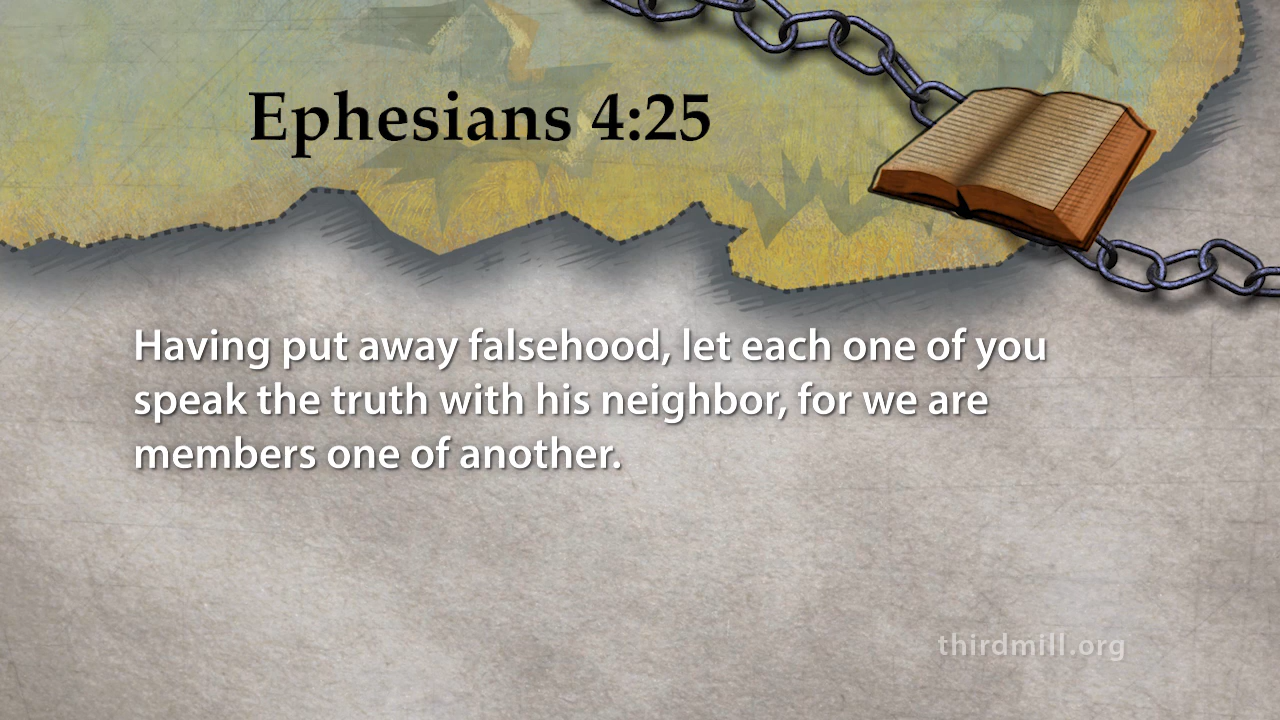 Ephesians 4:25
Having put away falsehood, let each one of you
speak the truth with his neighbor, for we are
members one of another.
thirdmill.org